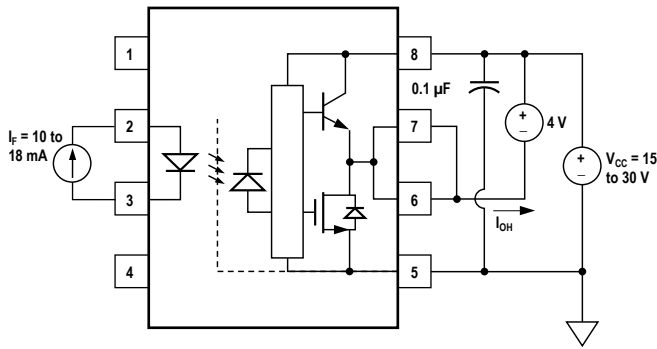 1
8
0.1 µF
2
7
+
4 V
–
I_F = 10 to
18 mA
+
V_CC = 15
to 30 V
–
3
6
I_OH
4
5